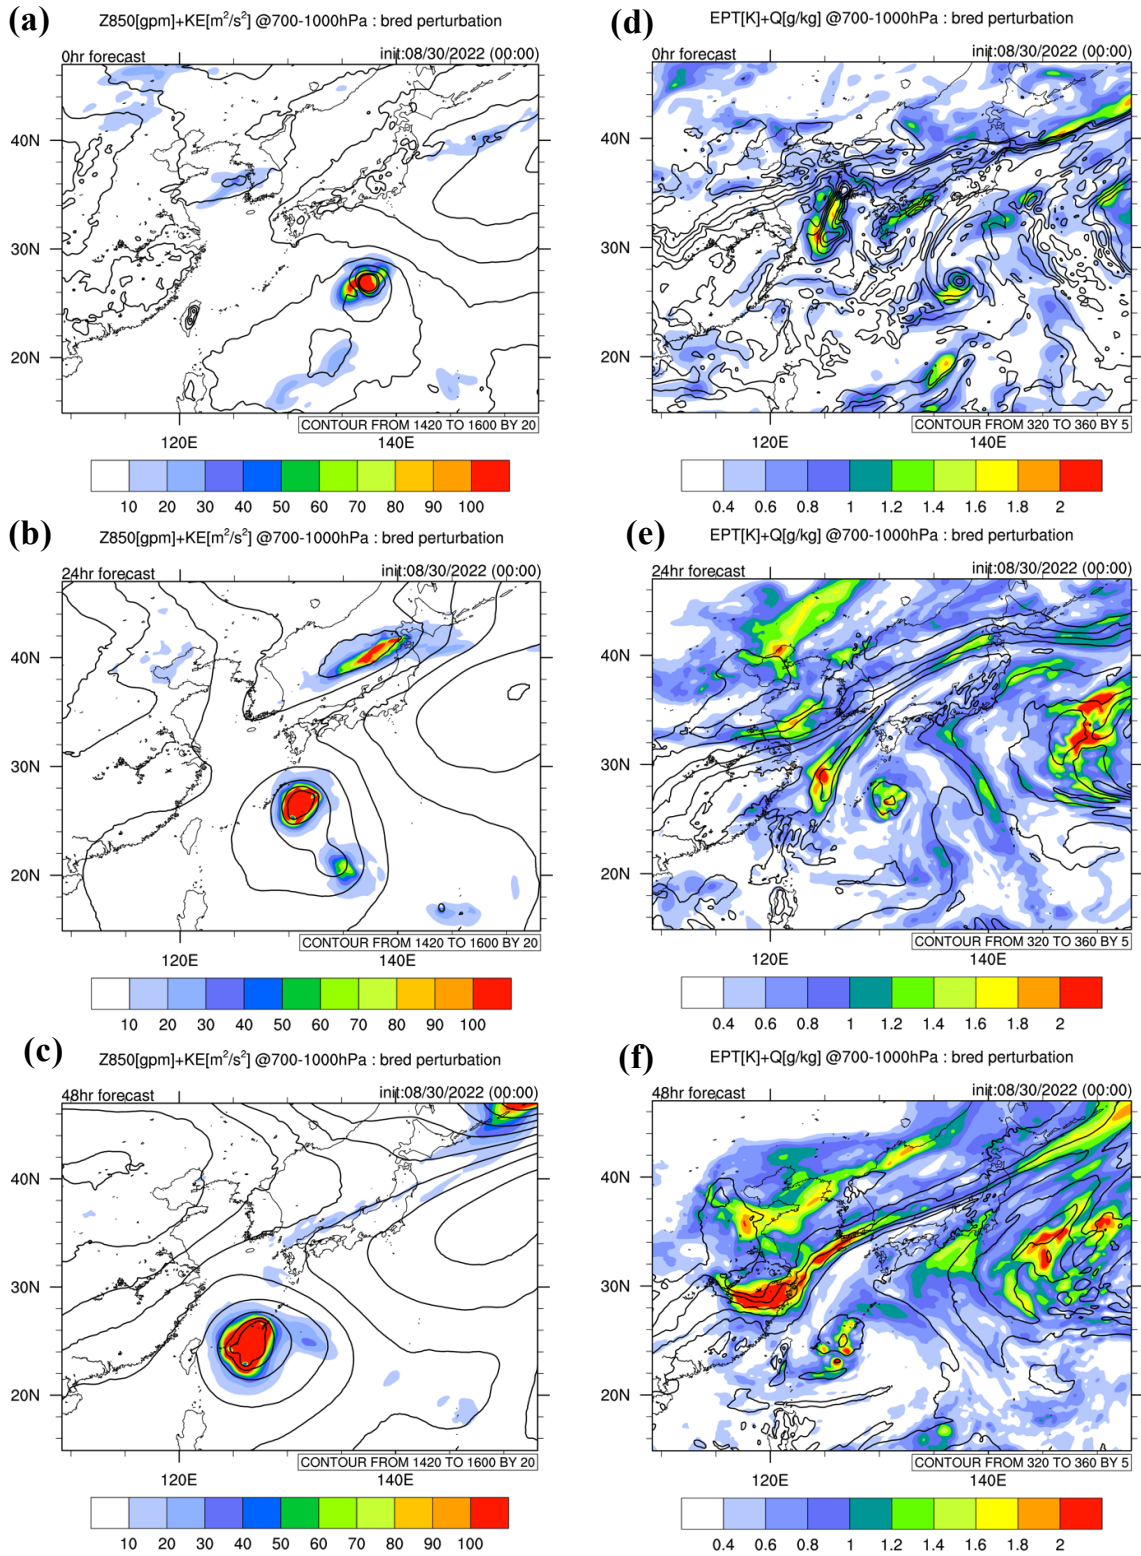 (a)
Z850[gpm]+KE[m²/s²] @700-1000hPa : bred perturbation
0hr forecast
init:08/30/2022 (00:00)
40N
30N
20N
CONTOUR FROM 1420 TO 1600 BY 20
120E 140E
10 20 30 40 50 60 70 80 90 100
(d)
EPT[K]+Q[g/kg] @700-1000hPa : bred perturbation
0hr forecast
init:08/30/2022 (00:00)
40N
30N
20N
CONTOUR FROM 320 TO 360 BY 5
120E 140E
0.4 0.6 0.8 1 1.2 1.4 1.6 1.8 2
(b)
Z850[gpm]+KE[m²/s²] @700-1000hPa : bred perturbation
24hr forecast
init:08/30/2022 (00:00)
40N
30N
20N
CONTOUR FROM 1420 TO 1600 BY 20
120E 140E
10 20 30 40 50 60 70 80 90 100
(e)
EPT[K]+Q[g/kg] @700-1000hPa : bred perturbation
24hr forecast
init:08/30/2022 (00:00)
40N
30N
20N
CONTOUR FROM 320 TO 360 BY 5
120E 140E
0.4 0.6 0.8 1 1.2 1.4 1.6 1.8 2
(c)
Z850[gpm]+KE[m²/s²] @700-1000hPa : bred perturbation
48hr forecast
init:08/30/2022 (00:00)
40N
30N
20N
CONTOUR FROM 1420 TO 1600 BY 20
120E 140E
10 20 30 40 50 60 70 80 90 100
(f)
EPT[K]+Q[g/kg] @700-1000hPa : bred perturbation
48hr forecast
init:08/30/2022 (00:00)
40N
30N
20N
CONTOUR FROM 320 TO 360 BY 5
120E 140E
0.4 0.6 0.8 1 1.2 1.4 1.6 1.8 2